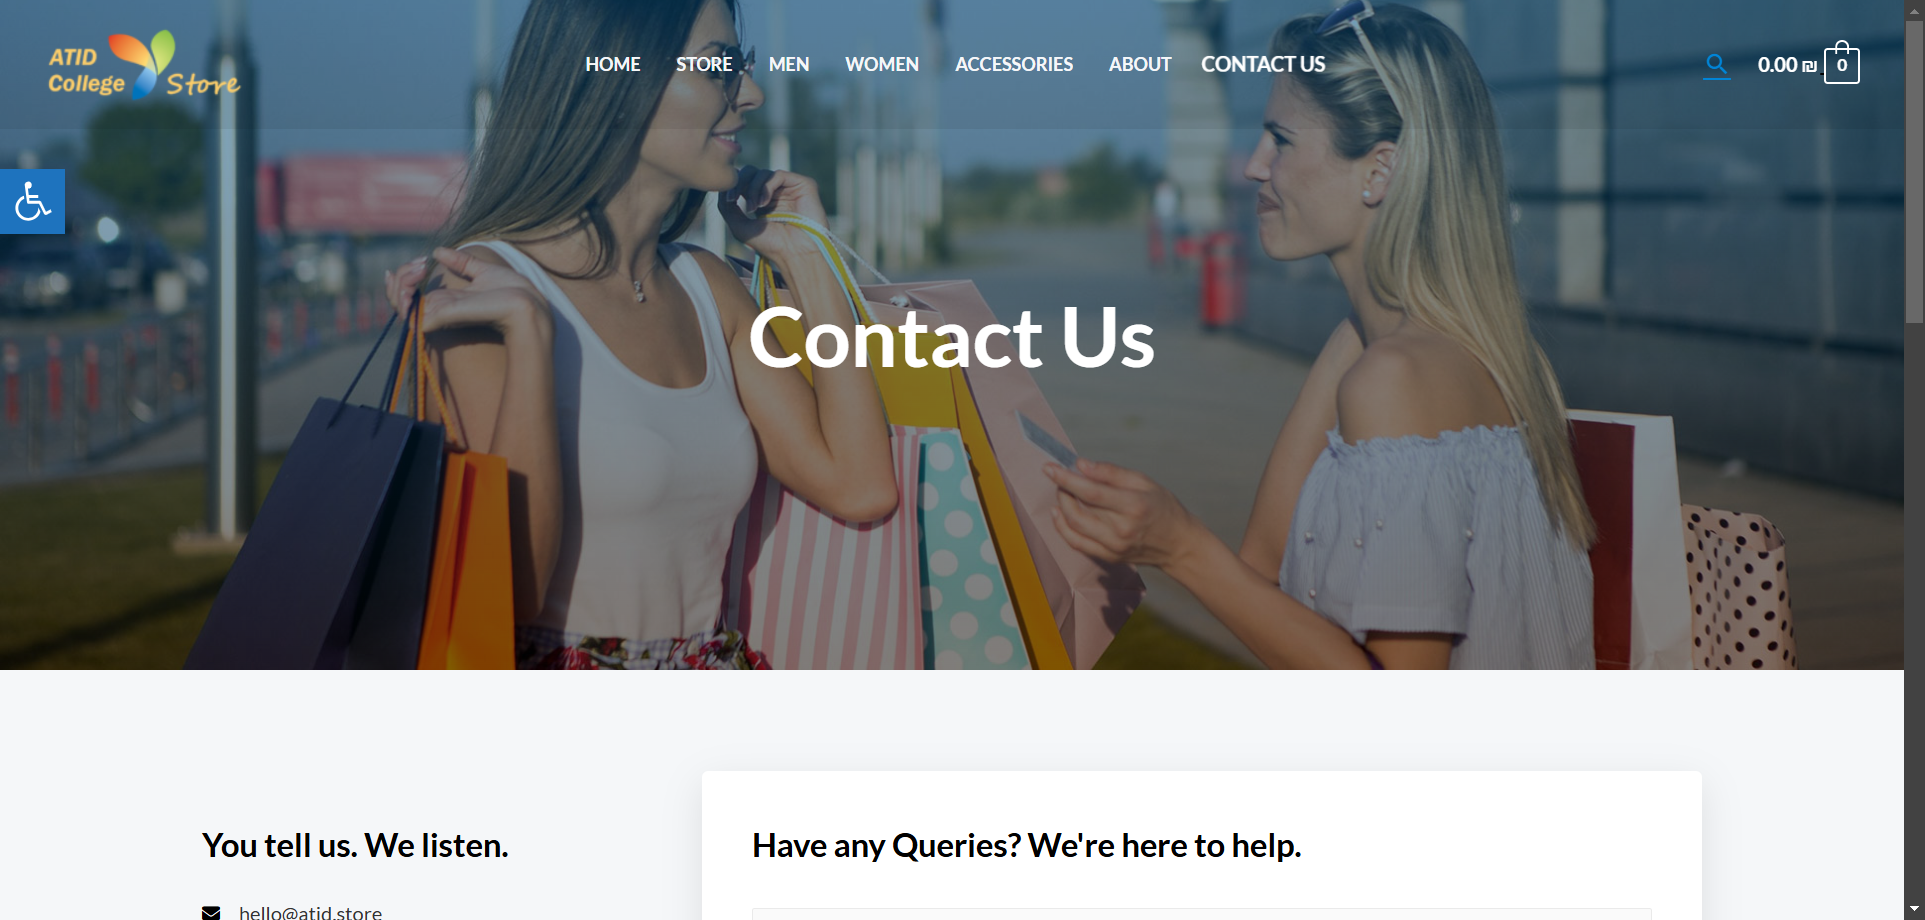 ATID
College Store
HOME STORE MEN WOMEN ACCESSORIES ABOUT CONTACT US
0.00 ₪ 0
Contact Us
You tell us. We listen.
hello@atid.store
Have any Queries? We're here to help.